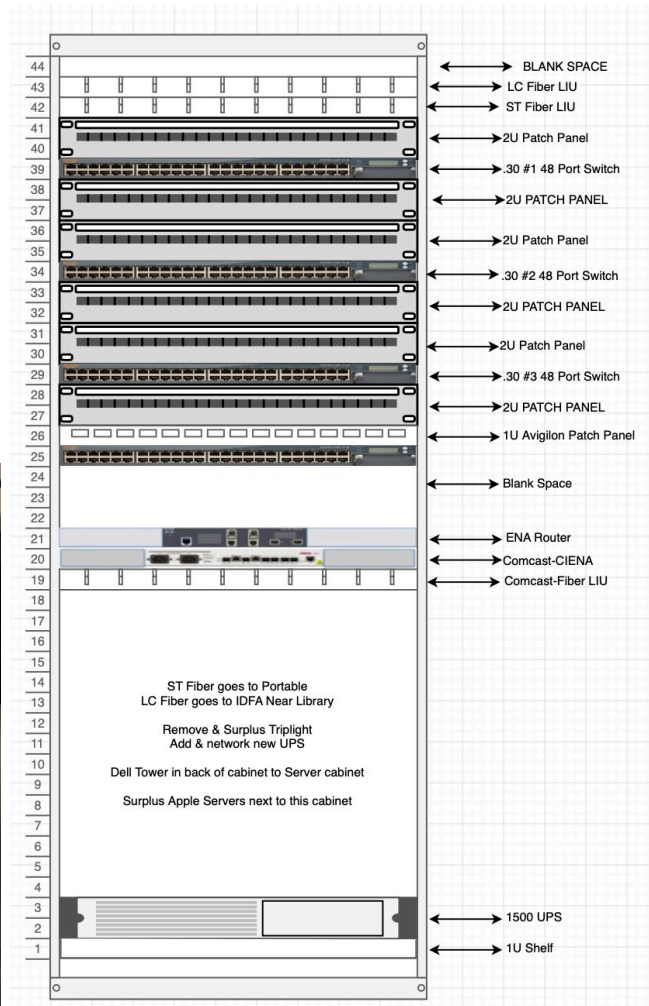 44 BLANK SPACE
43 LC Fiber LIU
42 ST Fiber LIU
41
2U Patch Panel
40
39 .30 #1 48 Port Switch
38
2U PATCH PANEL
37
36
2U Patch Panel
35
34 .30 #2 48 Port Switch
33
2U PATCH PANEL
32
31
2U Patch Panel
30
29 .30 #3 48 Port Switch
28
2U PATCH PANEL
27
26 1U Avigilon Patch Panel
25
24 Blank Space
23
22
21 ENA Router
20 Comcast-CIENA
19 Comcast-Fiber LIU
18
17
16
15
14 ST Fiber goes to Portable
13 LC Fiber goes to IDFA Near Library
12 Remove & Surplus Triplight
11 Add & network new UPS
10 Dell Tower in back of cabinet to Server cabinet
9
8 Surplus Apple Servers next to this cabinet
7
6
5
4
3
1500 UPS
2
1 1U Shelf